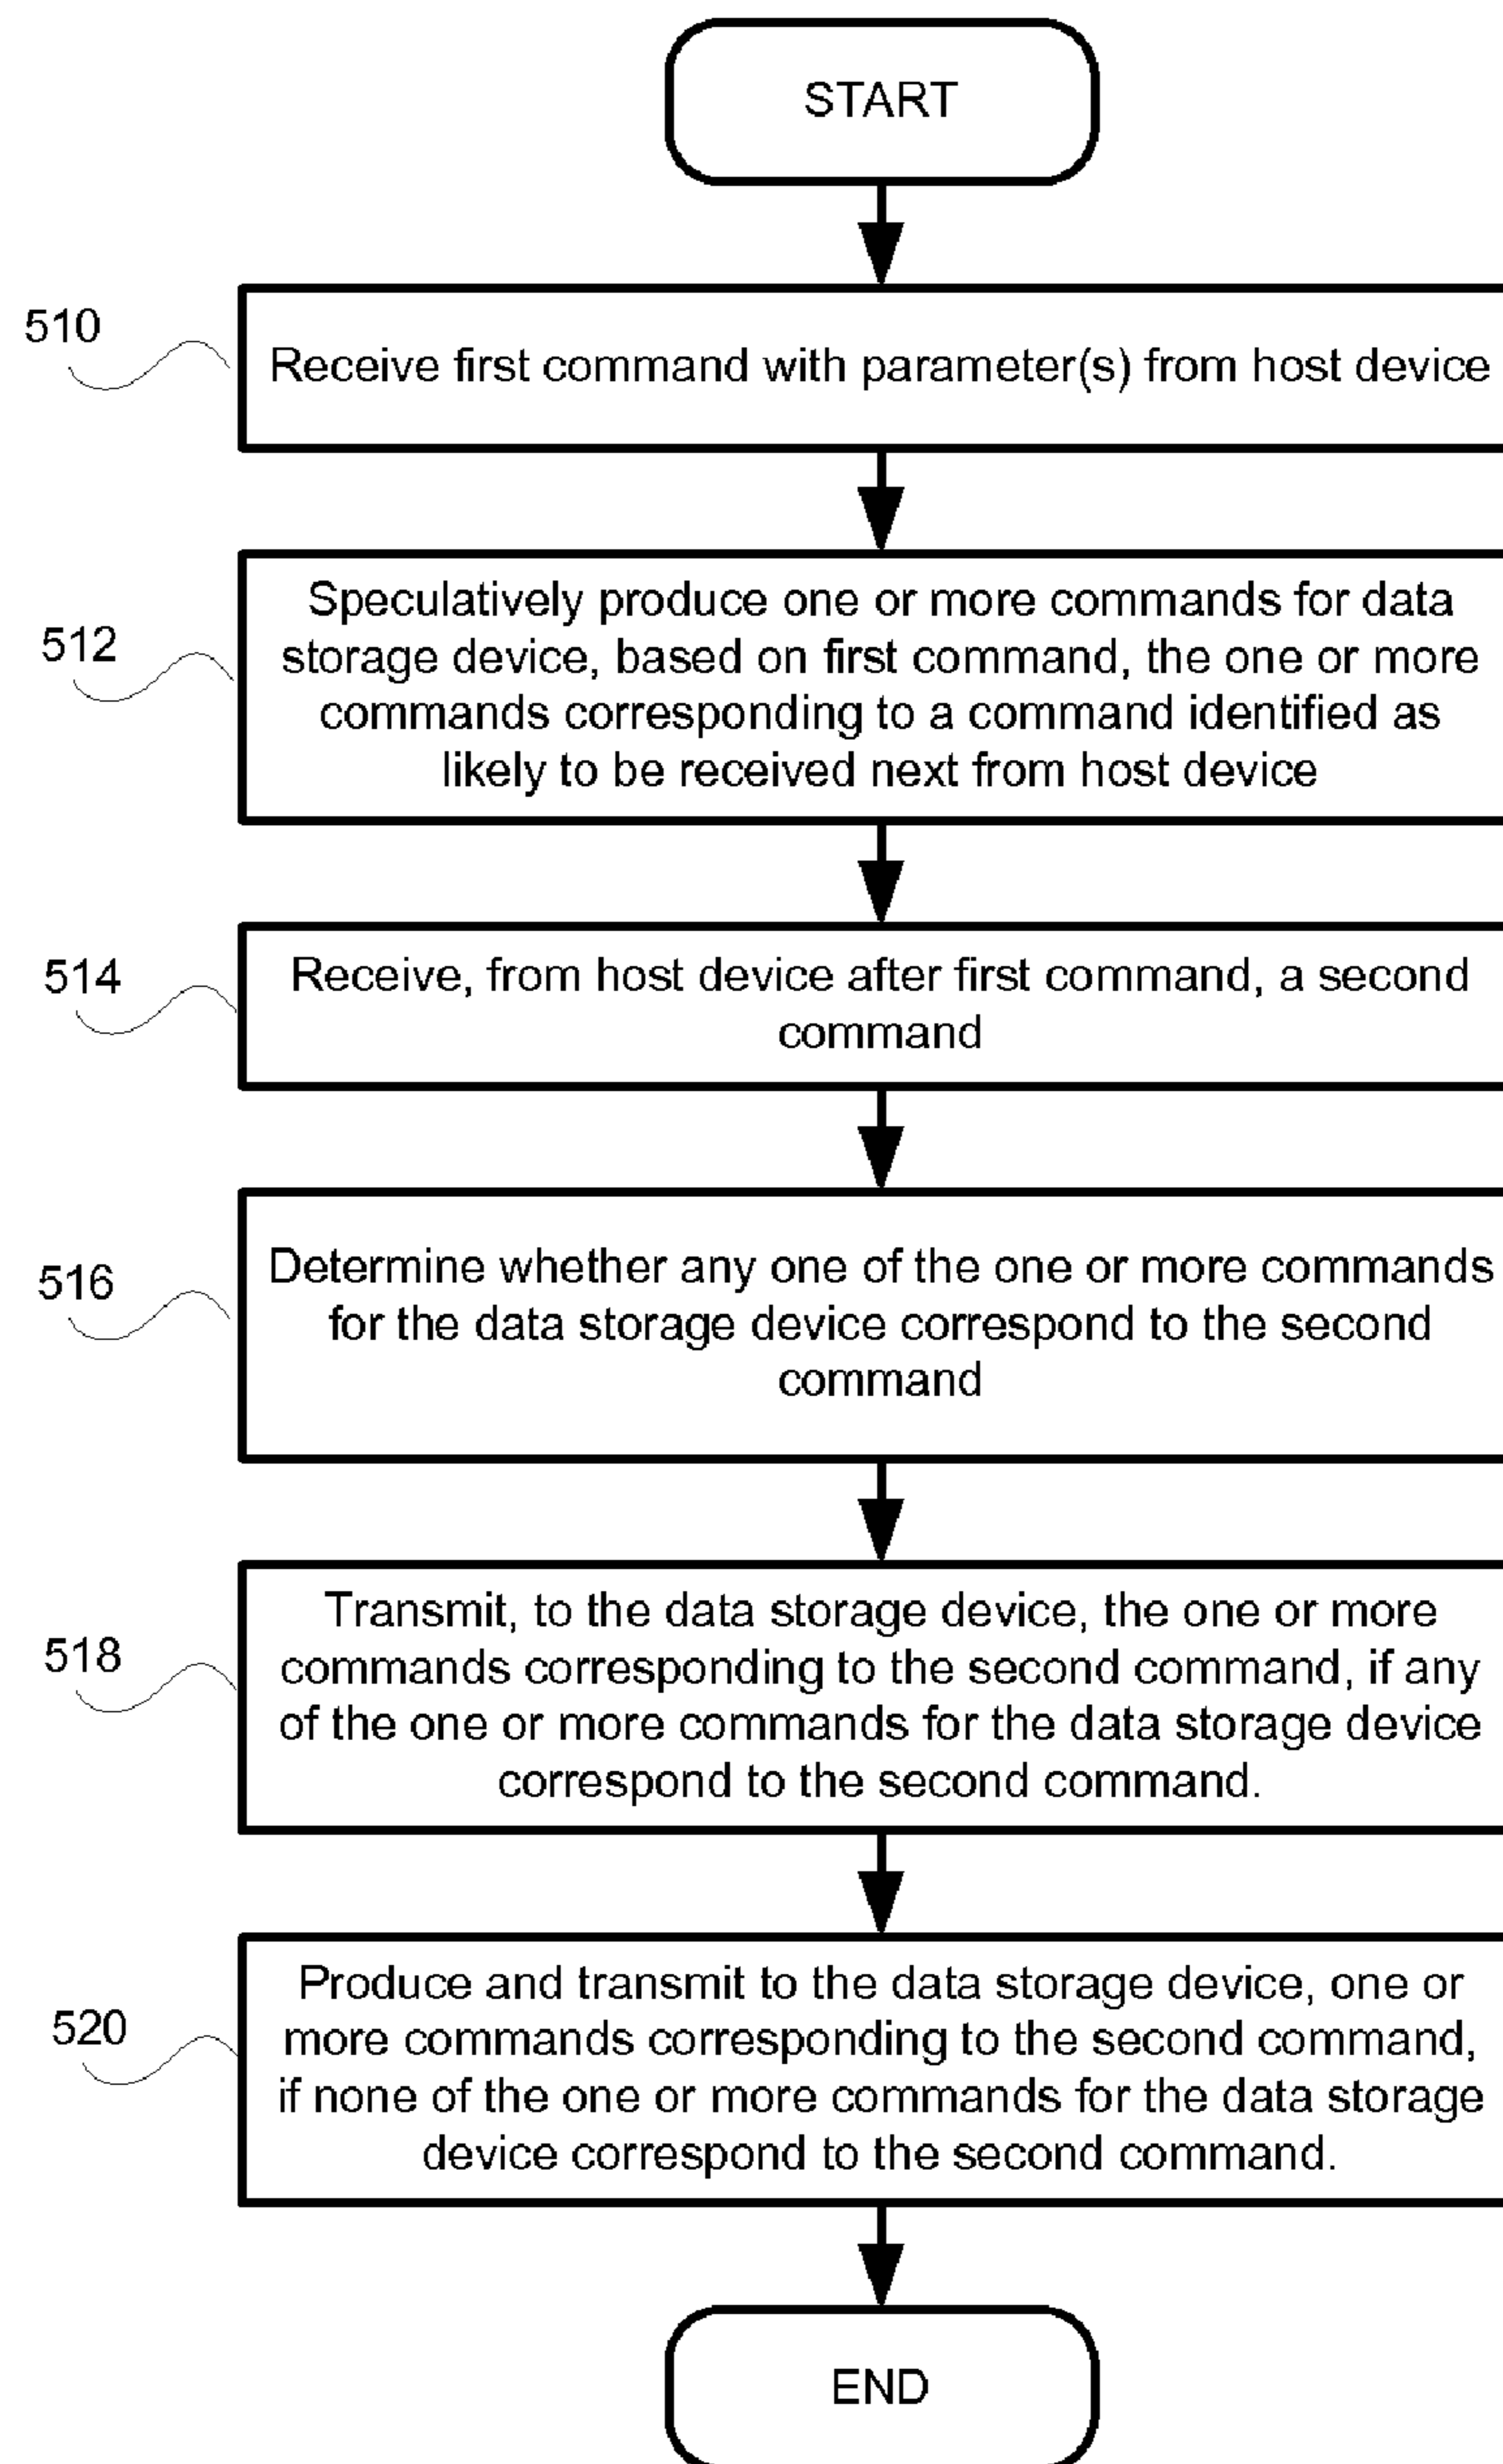 START
510
Receive first command with parameter(s) from host device
512
Speculatively produce one or more commands for data
storage device, based on first command, the one or more
commands corresponding to a command identified as
likely to be received next from host device
514
Receive, from host device after first command, a second
command
516
Determine whether any one of the one or more commands
for the data storage device correspond to the second
command
518
Transmit, to the data storage device, the one or more
commands corresponding to the second command, if any
of the one or more commands for the data storage device
correspond to the second command.
520
Produce and transmit to the data storage device, one or
more commands corresponding to the second command,
if none of the one or more commands for the data storage
device correspond to the second command.
END